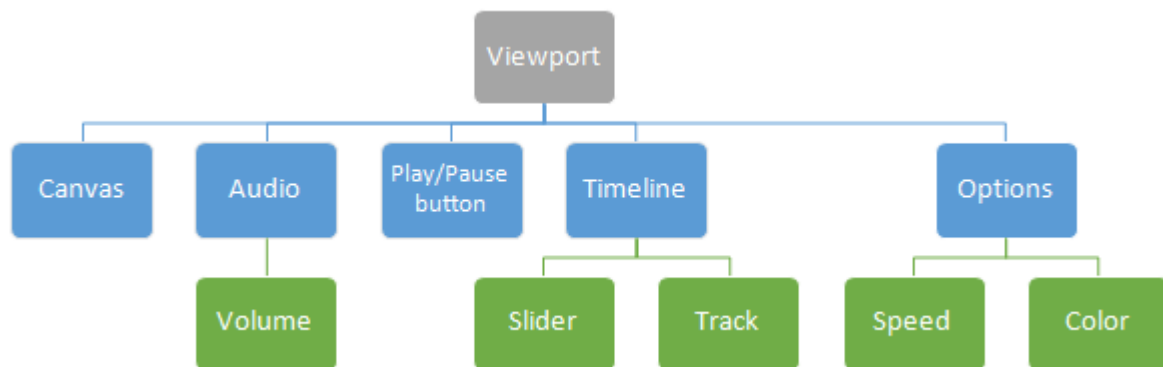 Viewport
Canvas
Audio
Play/Pause
button
Timeline
Options
Volume
Slider
Track
Speed
Color